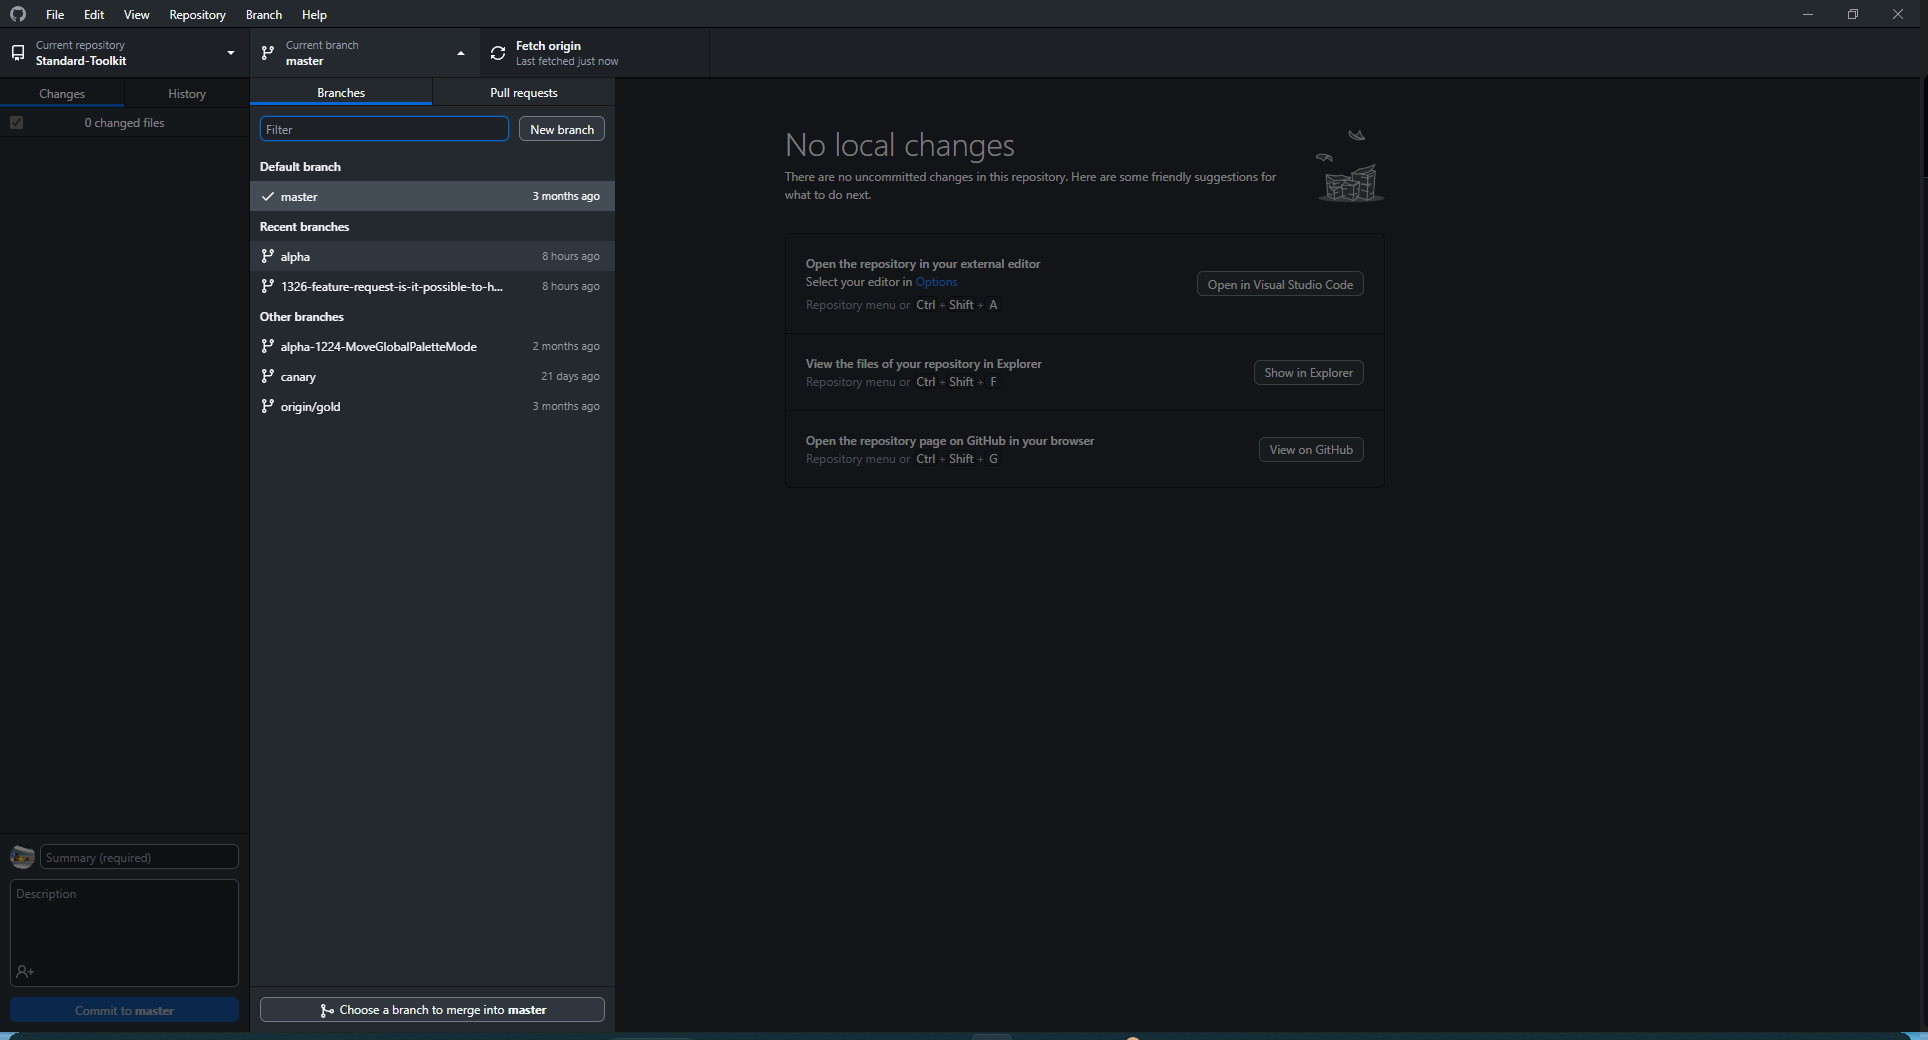 File Edit View Repository Branch Help
Current repository
Standard-Toolkit
Current branch
master
Fetch origin
Last fetched just now
Changes History
0 changed files
Summary (required)
Description
Commit to master
Branches Pull requests
Filter
New branch
Default branch
master 3 months ago
Recent branches
alpha 8 hours ago
1326-feature-request-is-it-possible-to-h... 8 hours ago
Other branches
alpha-1224-MoveGlobalPaletteMode 2 months ago
canary 21 days ago
origin/gold 3 months ago
Choose a branch to merge into master
No local changes
There are no uncommitted changes in this repository. Here are some friendly suggestions for
what to do next.
Open the repository in your external editor
Select your editor in Options
Repository menu or Ctrl + Shift + A
Open in Visual Studio Code
View the files of your repository in Explorer
Repository menu or Ctrl + Shift + F
Show in Explorer
Open the repository page on GitHub in your browser
Repository menu or Ctrl + Shift + G
View on GitHub